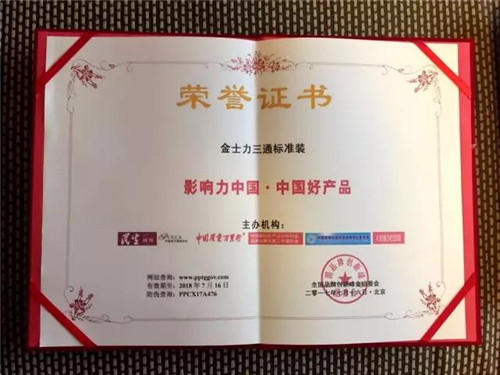 荣誉证书
金士力三通标准装
影响力中国·中国好产品
主办机构：
民生 中国质量万里行
网站查询：www.pptggov.com
有效期至：2018年7月16日
防伪查询：PPCX17A476
全国品牌创新峰会组委会
二〇一七年七月十六日·北京